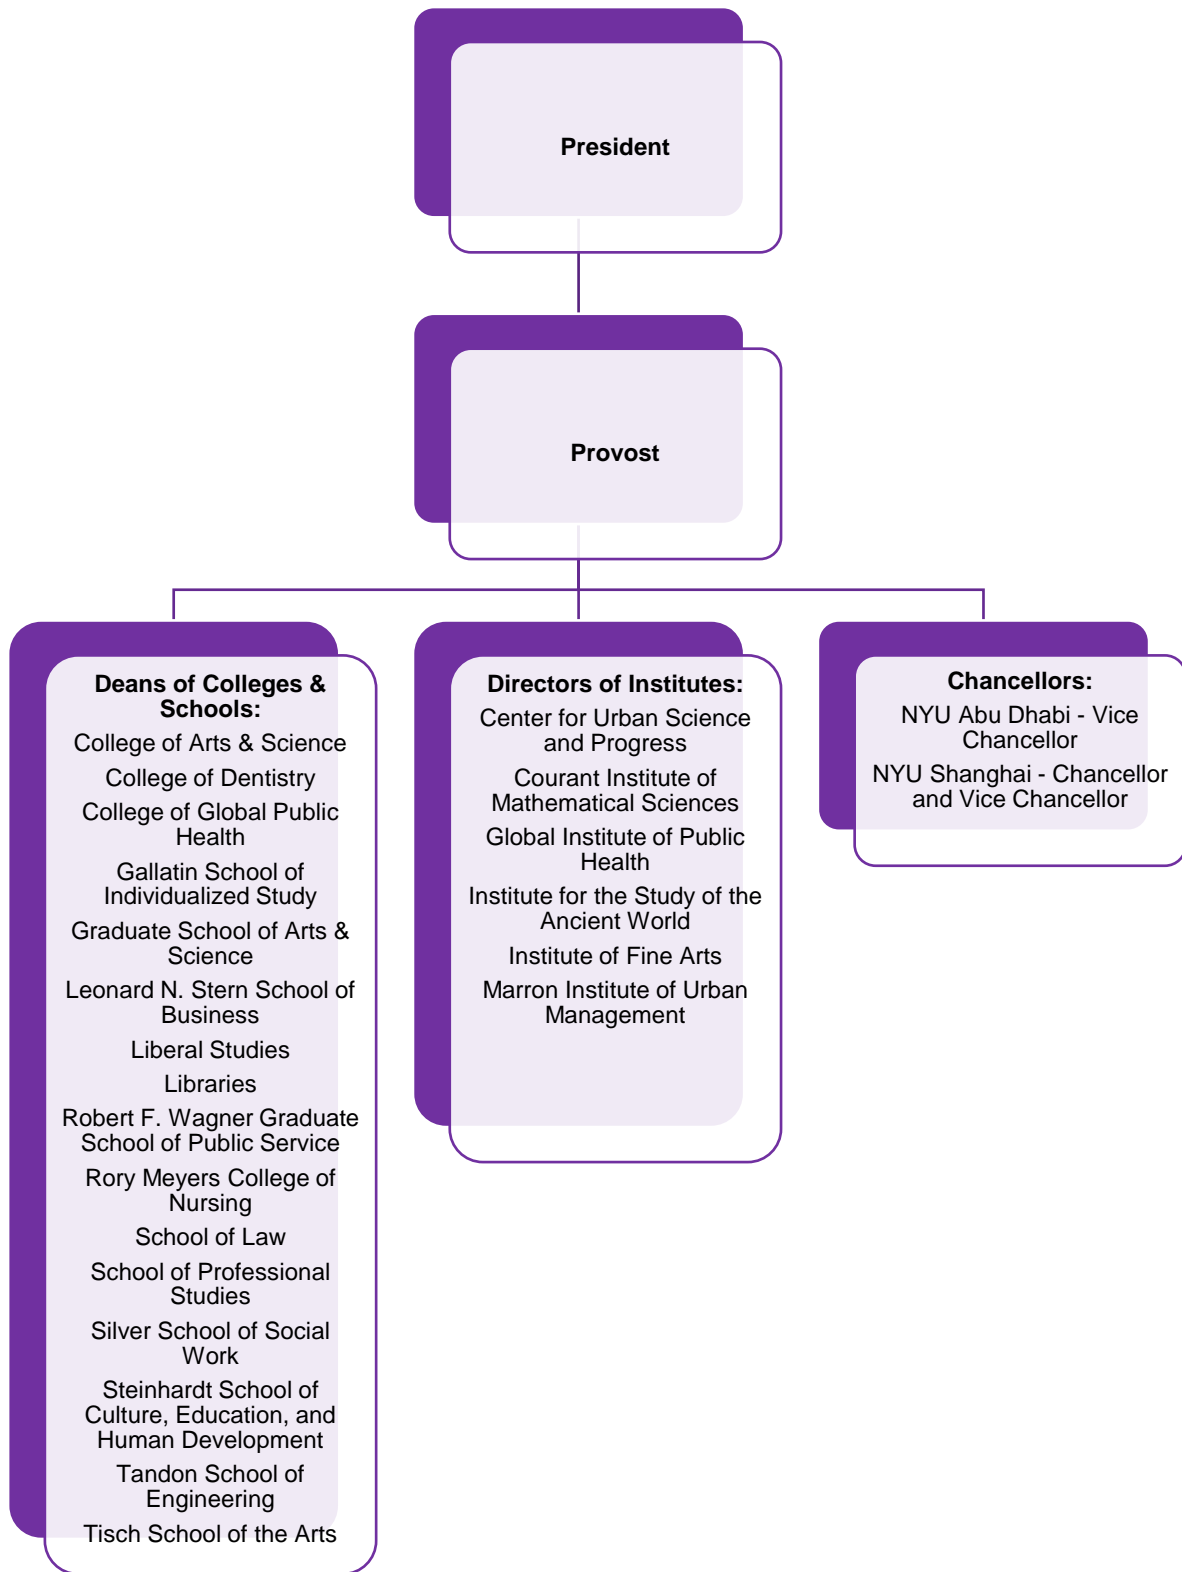 President
Provost
Deans of Colleges &
Schools:
College of Arts & Science
College of Dentistry
College of Global Public
Health
Gallatin School of
Individualized Study
Graduate School of Arts &
Science
Leonard N. Stern School of
Business
Liberal Studies
Libraries
Robert F. Wagner Graduate
School of Public Service
Rory Meyers College of
Nursing
School of Law
School of Professional
Studies
Silver School of Social
Work
Steinhardt School of
Culture, Education, and
Human Development
Tandon School of
Engineering
Tisch School of the Arts
Directors of Institutes:
Center for Urban Science
and Progress
Courant Institute of
Mathematical Sciences
Global Institute of Public
Health
Institute for the Study of the
Ancient World
Institute of Fine Arts
Marron Institute of Urban
Management
Chancellors:
NYU Abu Dhabi - Vice
Chancellor
NYU Shanghai - Chancellor
and Vice Chancellor